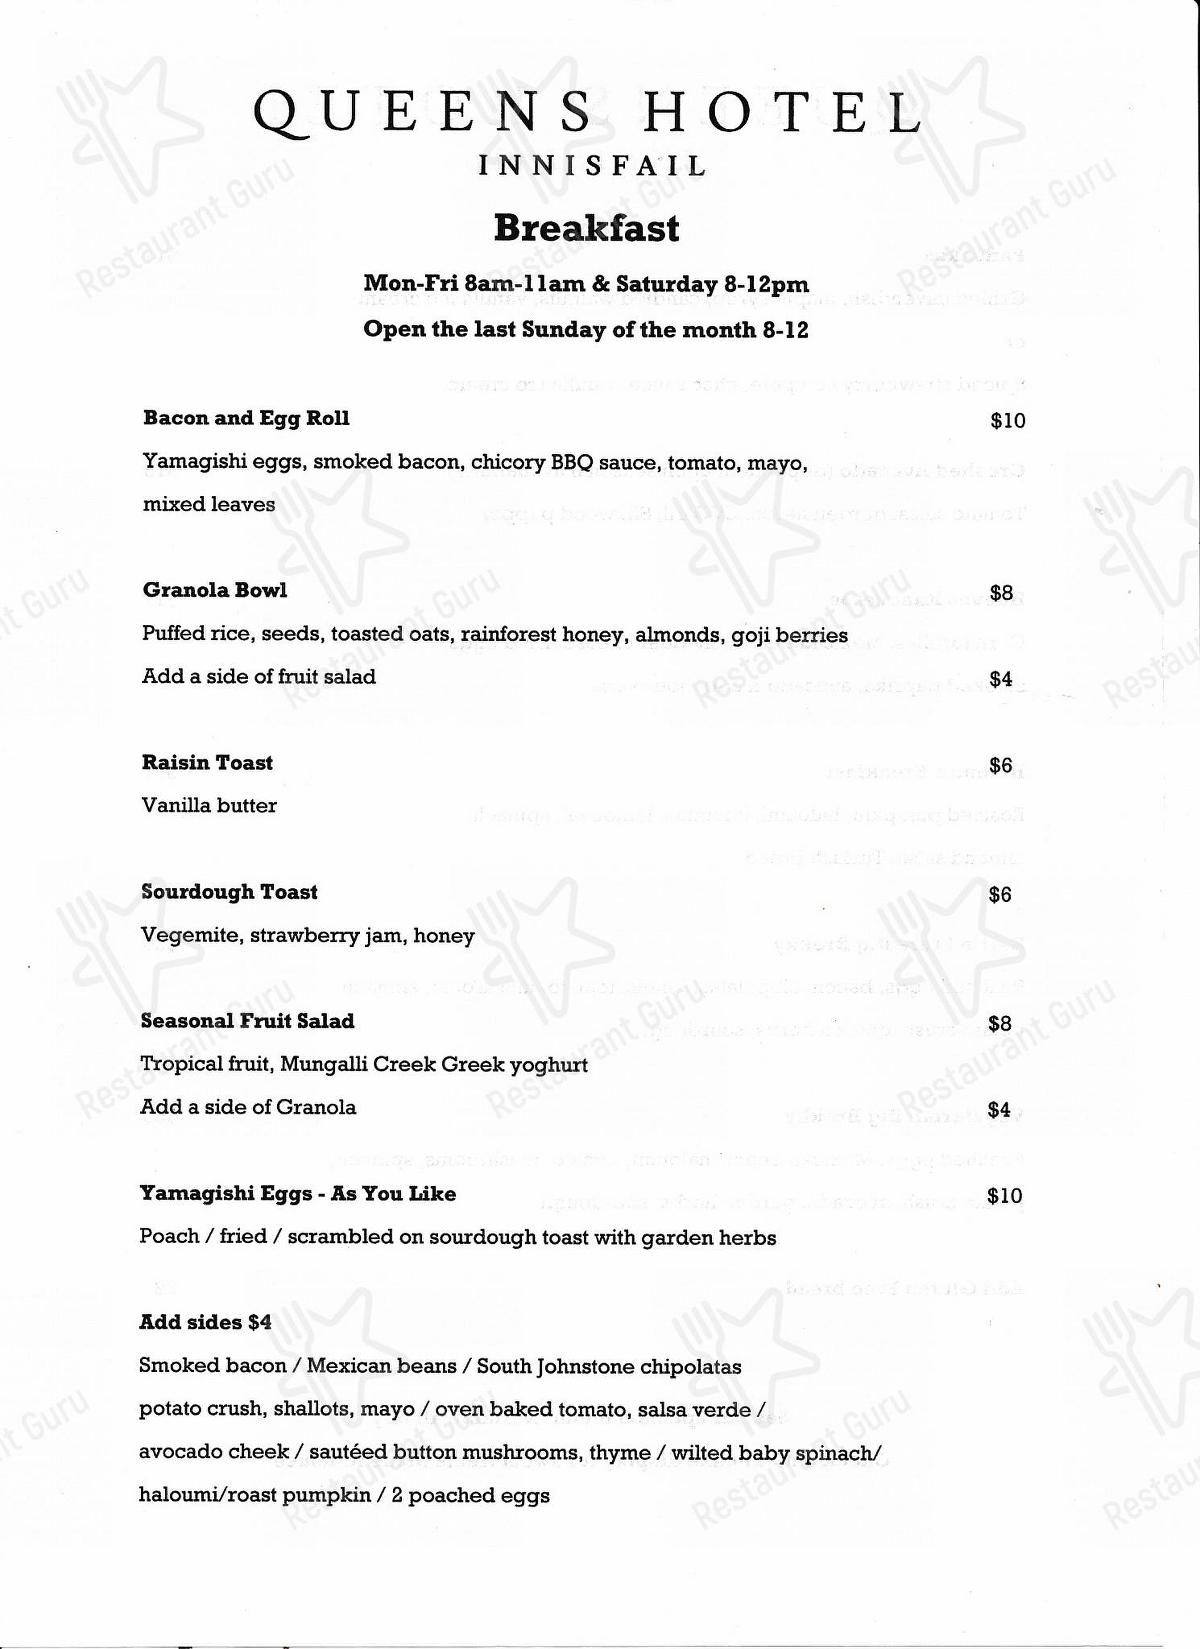 QUEENS HOTEL
INNISFAIL
Breakfast
Mon-Fri 8am-11am & Saturday 8-12pm
Open the last Sunday of the month 8-12
Bacon and Egg Roll $10
Yamagishi eggs, smoked bacon, chicory BBQ sauce, tomato, mayo,
mixed leaves
Granola Bowl $8
Puffed rice, seeds, toasted oats, rainforest honey, almonds, goji berries
Add a side of fruit salad $4
Raisin Toast $6
Vanilla butter
Sourdough Toast $6
Vegemite, strawberry jam, honey
Seasonal Fruit Salad $8
Tropical fruit, Mungalli Creek Greek yoghurt
Add a side of Granola $4
Yamagishi Eggs - As You Like $10
Poach / fried / scrambled on sourdough toast with garden herbs
Add sides $4
Smoked bacon / Mexican beans / South Johnstone chipolatas
potato crush, shallots, mayo / oven baked tomato, salsa verde /
avocado cheek / sautéed button mushrooms, thyme / wilted baby spinach/
haloumi/roast pumpkin / 2 poached eggs
Restaurant Guru